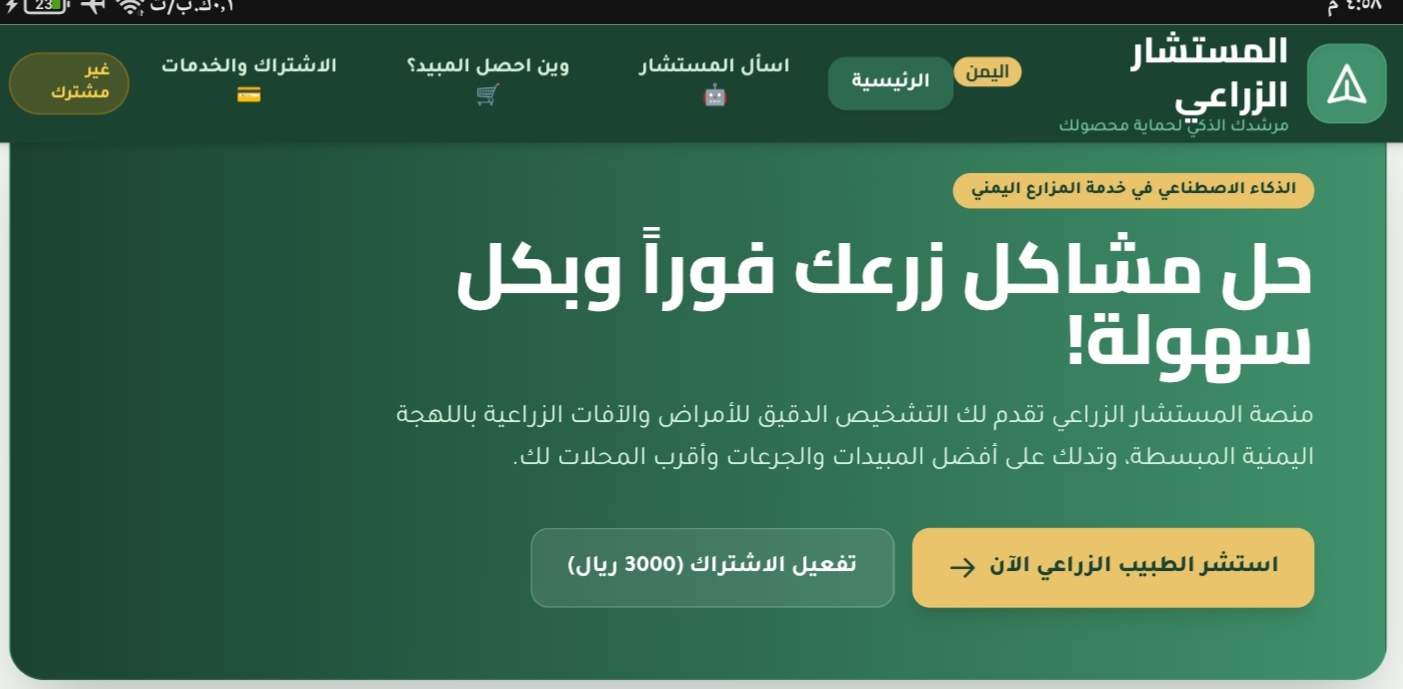 ٤:٥٨ م
٠,١ك.ب/ث
23
المستشار
الزراعي
مرشدك الذكي لحماية محصولك
اليمن
الرئيسية
اسأل المستشار
وين احصل المبيد؟
الاشتراك والخدمات
غير
مشترك
الذكاء الاصطناعي في خدمة المزارع اليمني
حل مشاكل زرعك فوراً وبكل
سهولة!
منصة المستشار الزراعي تقدم لك التشخيص الدقيق للأمراض والآفات الزراعية باللهجة
اليمنية المبسطة، وتدلك على أفضل المبيدات والجرعات وأقرب المحلات لك.
استشر الطبيب الزراعي الآن →
تفعيل الاشتراك (3000 ريال)